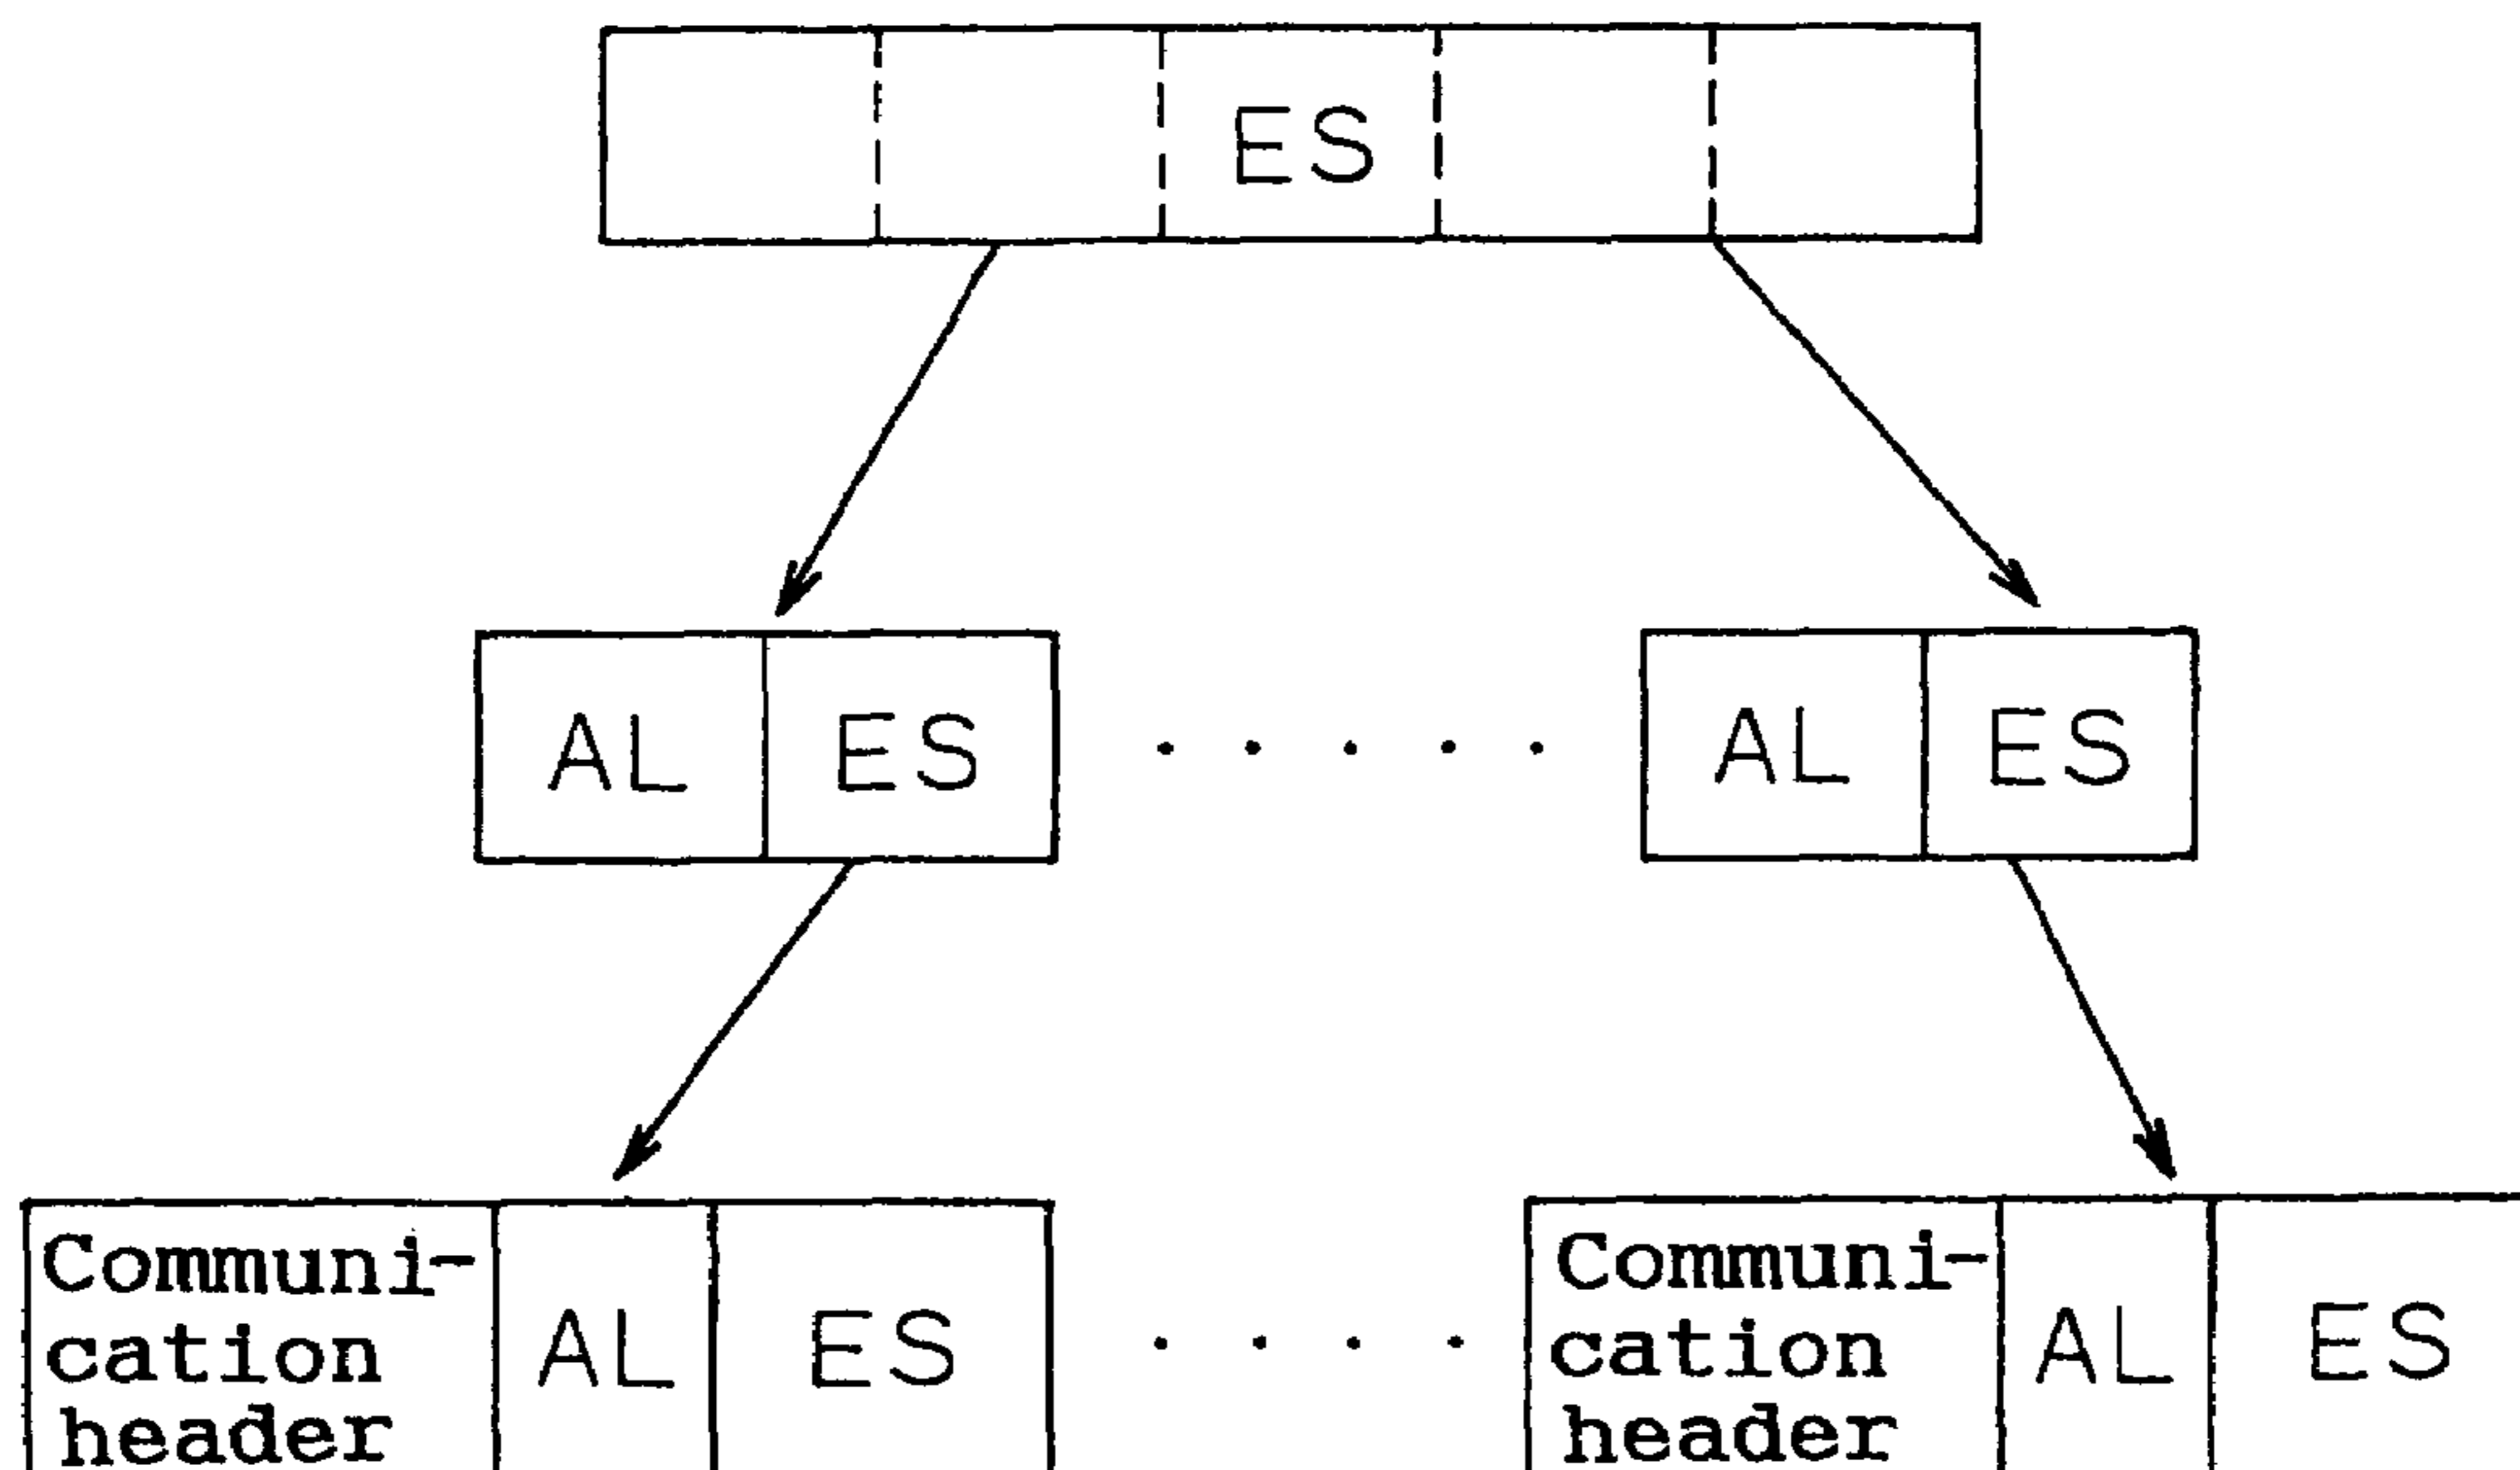 ES
AL ES AL ES
Communi-
cation
header
AL ES
Communi-
cation
header
AL ES